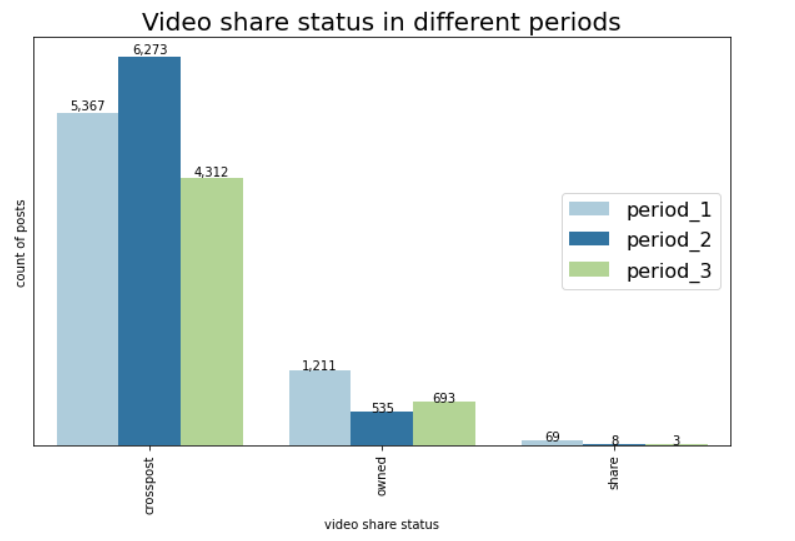 Video share status in different periods
6,273
5,367
4,312
1,211
535
693
69
8
3
period_1
period_2
period_3
count of posts
crosspost
owned
share
video share status